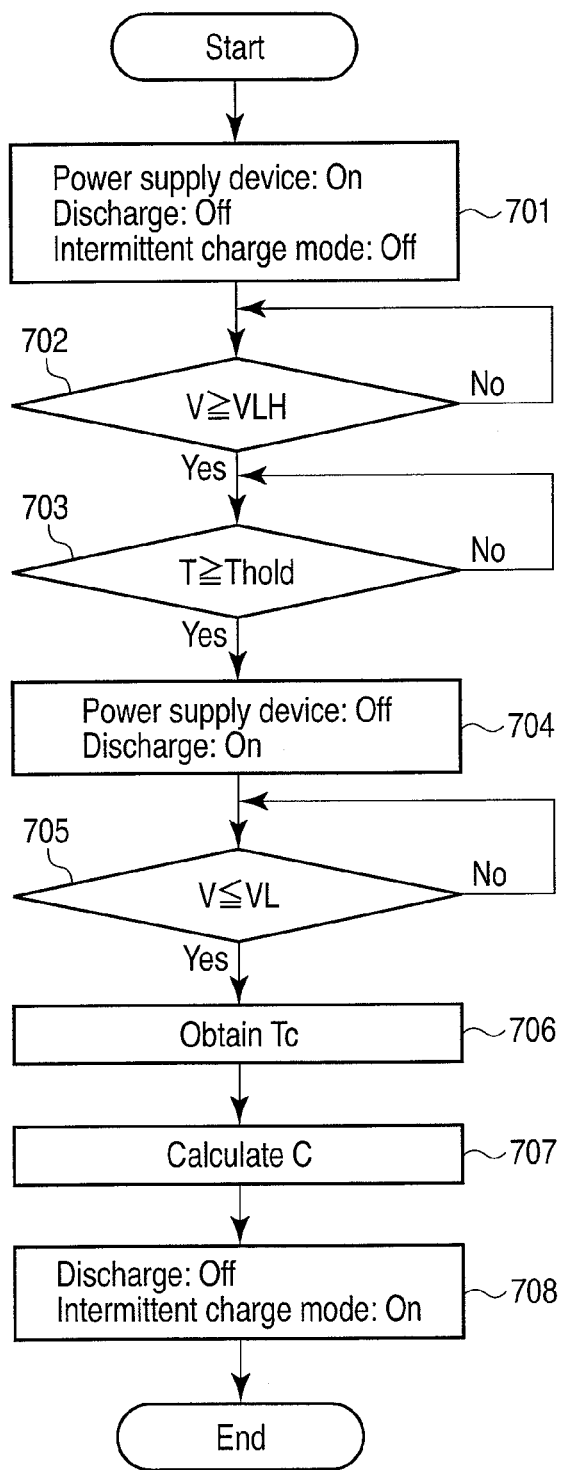 Start
Power supply device: On
Discharge: Off
Intermittent charge mode: Off
701
702
V≧VLH
No
Yes
703
T≧Thold
No
Yes
Power supply device: Off
Discharge: On
704
705
V≦VL
No
Yes
Obtain Tc
706
Calculate C
707
Discharge: Off
Intermittent charge mode: On
708
End